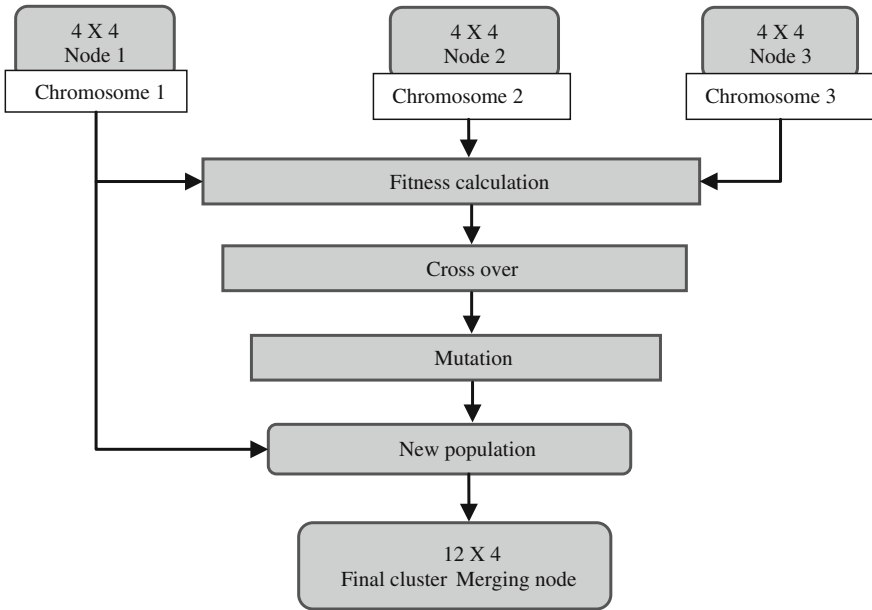 4 X 4
Node 1
Chromosome 1
4 X 4
Node 2
Chromosome 2
4 X 4
Node 3
Chromosome 3
Fitness calculation
Cross over
Mutation
New population
12 X 4
Final cluster Merging node